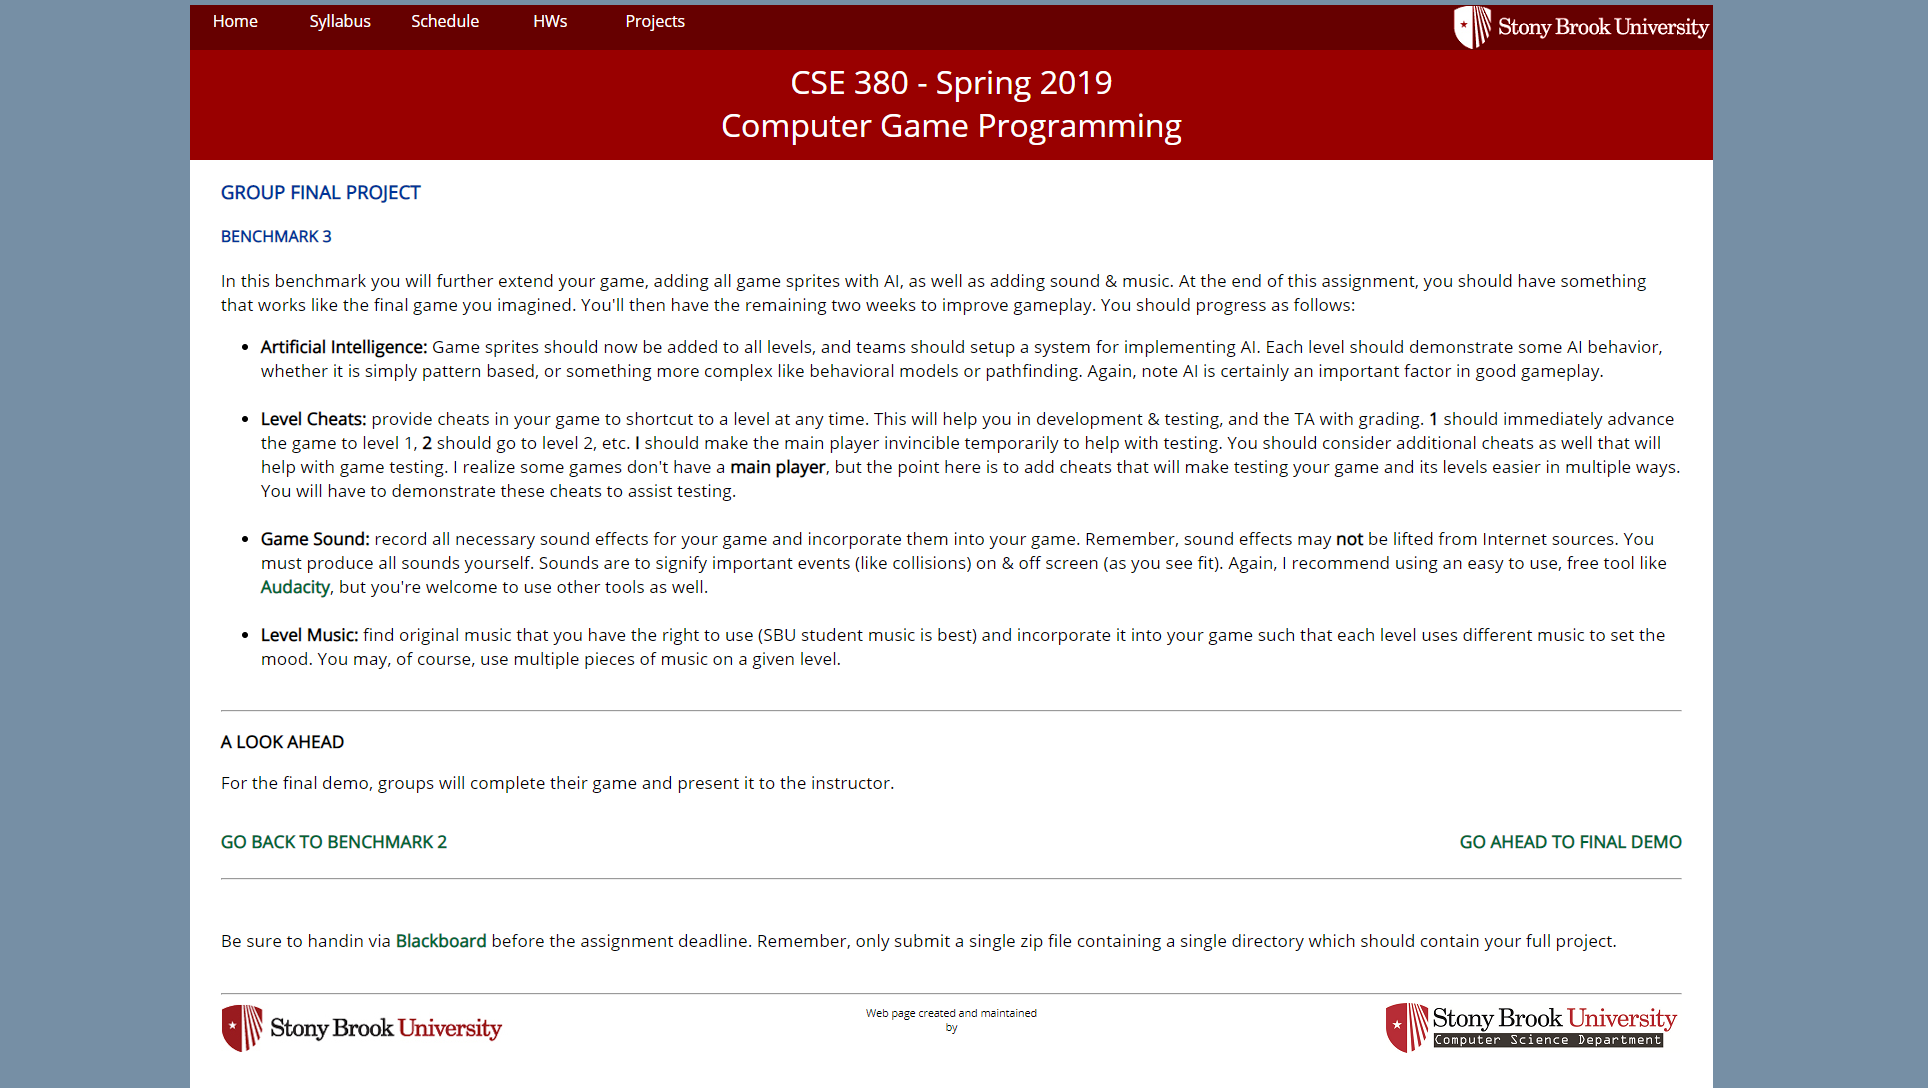 Home Syllabus Schedule HWs Projects
Stony Brook University
CSE 380 - Spring 2019
Computer Game Programming
GROUP FINAL PROJECT
BENCHMARK 3
In this benchmark you will further extend your game, adding all game sprites with AI, as well as adding sound & music. At the end of this assignment, you should have something
that works like the final game you imagined. You'll then have the remaining two weeks to improve gameplay. You should progress as follows:
• Artificial Intelligence: Game sprites should now be added to all levels, and teams should setup a system for implementing AI. Each level should demonstrate some AI behavior,
whether it is simply pattern based, or something more complex like behavioral models or pathfinding. Again, note AI is certainly an important factor in good gameplay.
• Level Cheats: provide cheats in your game to shortcut to a level at any time. This will help you in development & testing, and the TA with grading. 1 should immediately advance
the game to level 1, 2 should go to level 2, etc. I should make the main player invincible temporarily to help with testing. You should consider additional cheats as well that will
help with game testing. I realize some games don't have a main player, but the point here is to add cheats that will make testing your game and its levels easier in multiple ways.
You will have to demonstrate these cheats to assist testing.
• Game Sound: record all necessary sound effects for your game and incorporate them into your game. Remember, sound effects may not be lifted from Internet sources. You
must produce all sounds yourself. Sounds are to signify important events (like collisions) on & off screen (as you see fit). Again, I recommend using an easy to use, free tool like
Audacity, but you're welcome to use other tools as well.
• Level Music: find original music that you have the right to use (SBU student music is best) and incorporate it into your game such that each level uses different music to set the
mood. You may, of course, use multiple pieces of music on a given level.
A LOOK AHEAD
For the final demo, groups will complete their game and present it to the instructor.
GO BACK TO BENCHMARK 2
GO AHEAD TO FINAL DEMO
Be sure to handin via Blackboard before the assignment deadline. Remember, only submit a single zip file containing a single directory which should contain your full project.
Stony Brook University
Web page created and maintained
by
Stony Brook University
Computer Science Department